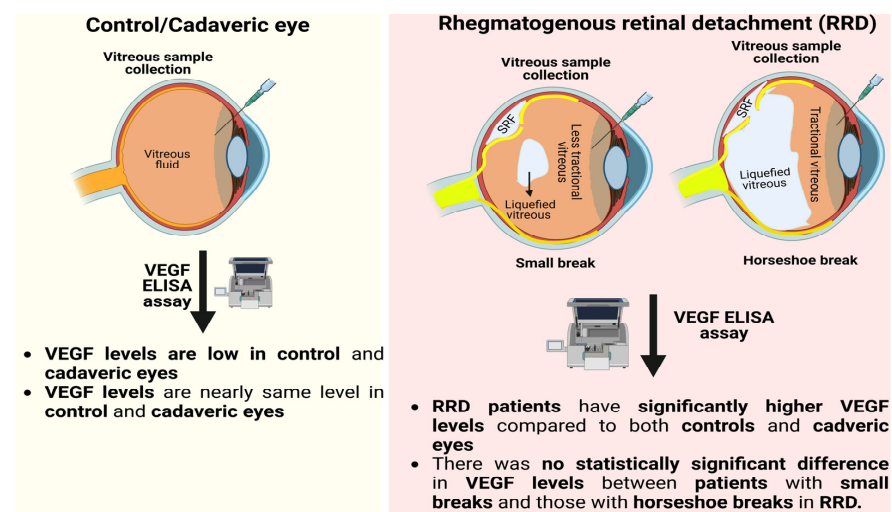 Control/Cadaveric eye
Vitreous sample
collection
Vitreous
fluid
VEGF
ELISA
assay
• VEGF levels are low in control and
cadaveric eyes
• VEGF levels are nearly same level in
control and cadaveric eyes
Rhegmatogenous retinal detachment (RRD)
Vitreous sample
collection
SRF
Less tractional
vitreous
Liquefied
vitreous
Small break
Vitreous sample
collection
SRF
Tractional vitreous
Liquefied
vitreous
Horseshoe break
VEGF ELISA
assay
• RRD patients have significantly higher VEGF
levels compared to both controls and cadveric
eyes
• There was no statistically significant difference
in VEGF levels between patients with small
breaks and those with horseshoe breaks in RRD.